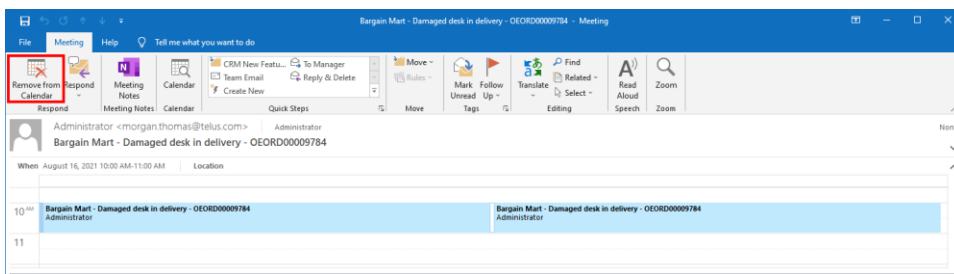 Bargain Mart - Damaged desk in delivery - OEORD00009784 - Meeting
File Meeting Help Tell me what you want to do
Remove from Calendar
Respond
Meeting Notes
Calendar
CRM New Featu...
Team Email
Create New
To Manager
Reply & Delete
Move
Rules
Mark Unread
Follow Up
Translate
Find
Related
Select
Read Aloud
Zoom
Respond Meeting Notes Calendar Quick Steps Move Tags Editing Speech Zoom
Administrator <morgan.thomas@telus.com> Administrator
Non
Bargain Mart - Damaged desk in delivery - OEORD00009784
When August 16, 2021 10:00 AM-11:00 AM Location
10 AM
Bargain Mart - Damaged desk in delivery - OEORD00009784
Administrator
Bargain Mart - Damaged desk in delivery - OEORD00009784
Administrator
11